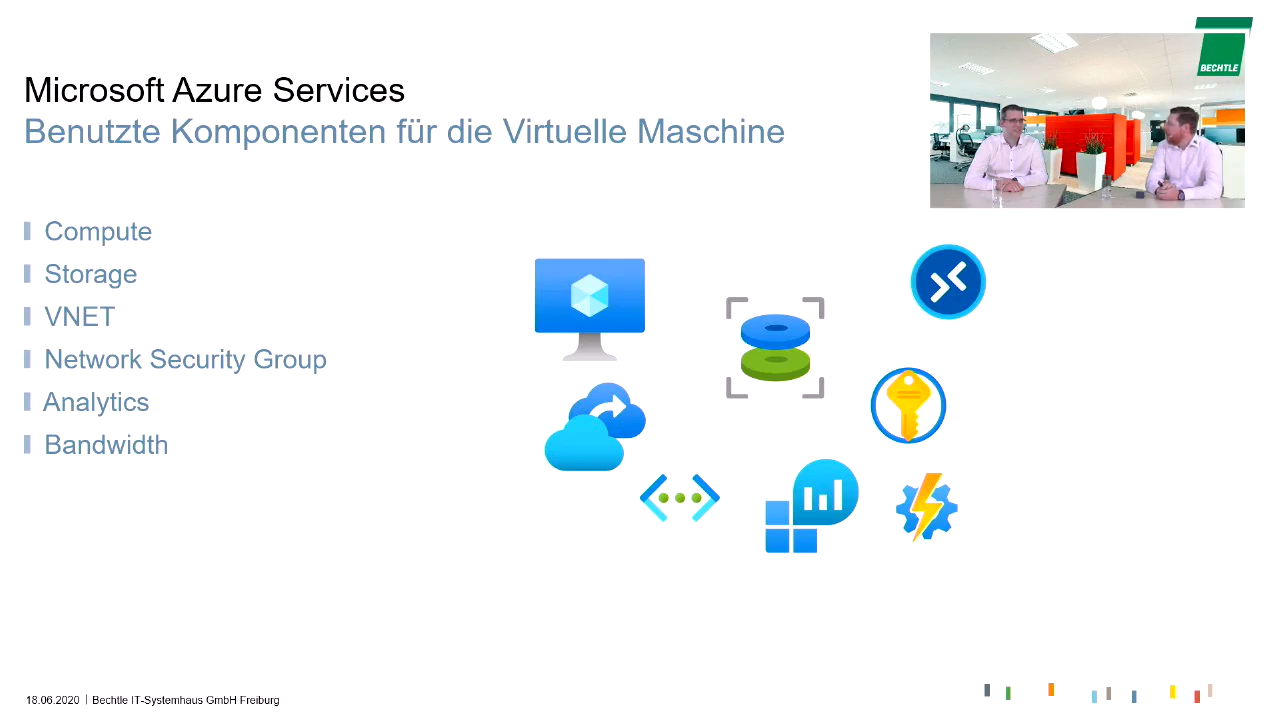 BECHTLE
Microsoft Azure Services
Benutzte Komponenten für die Virtuelle Maschine
Compute
Storage
VNET
Network Security Group
Analytics
Bandwidth
18.06.2020 | Bechtle IT-Systemhaus GmbH Freiburg